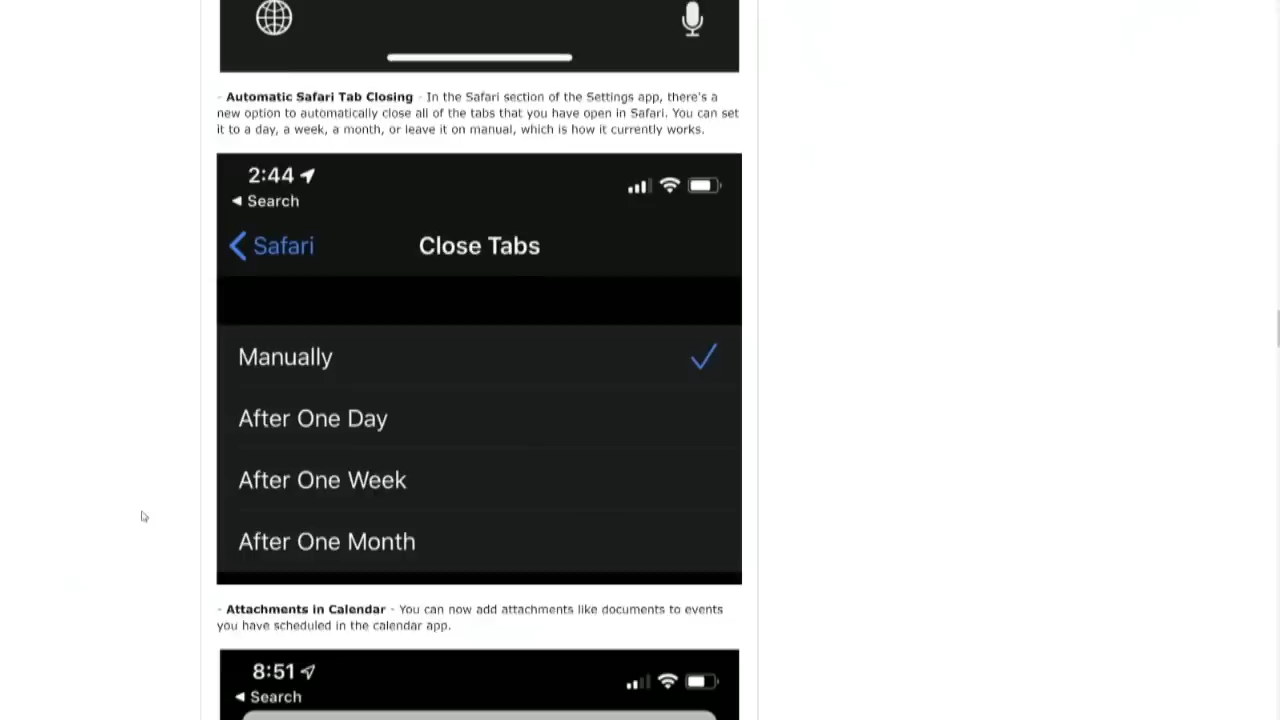 - Automatic Safari Tab Closing - In the Safari section of the Settings app, there's a
new option to automatically close all of the tabs that you have open in Safari. You can set
it to a day, a week, a month, or leave it on manual, which is how it currently works.
2:44
◀ Search
Safari
Close Tabs
Manually
After One Day
After One Week
After One Month
- Attachments in Calendar - You can now add attachments like documents to events
you have scheduled in the calendar app.
8:51
◀ Search